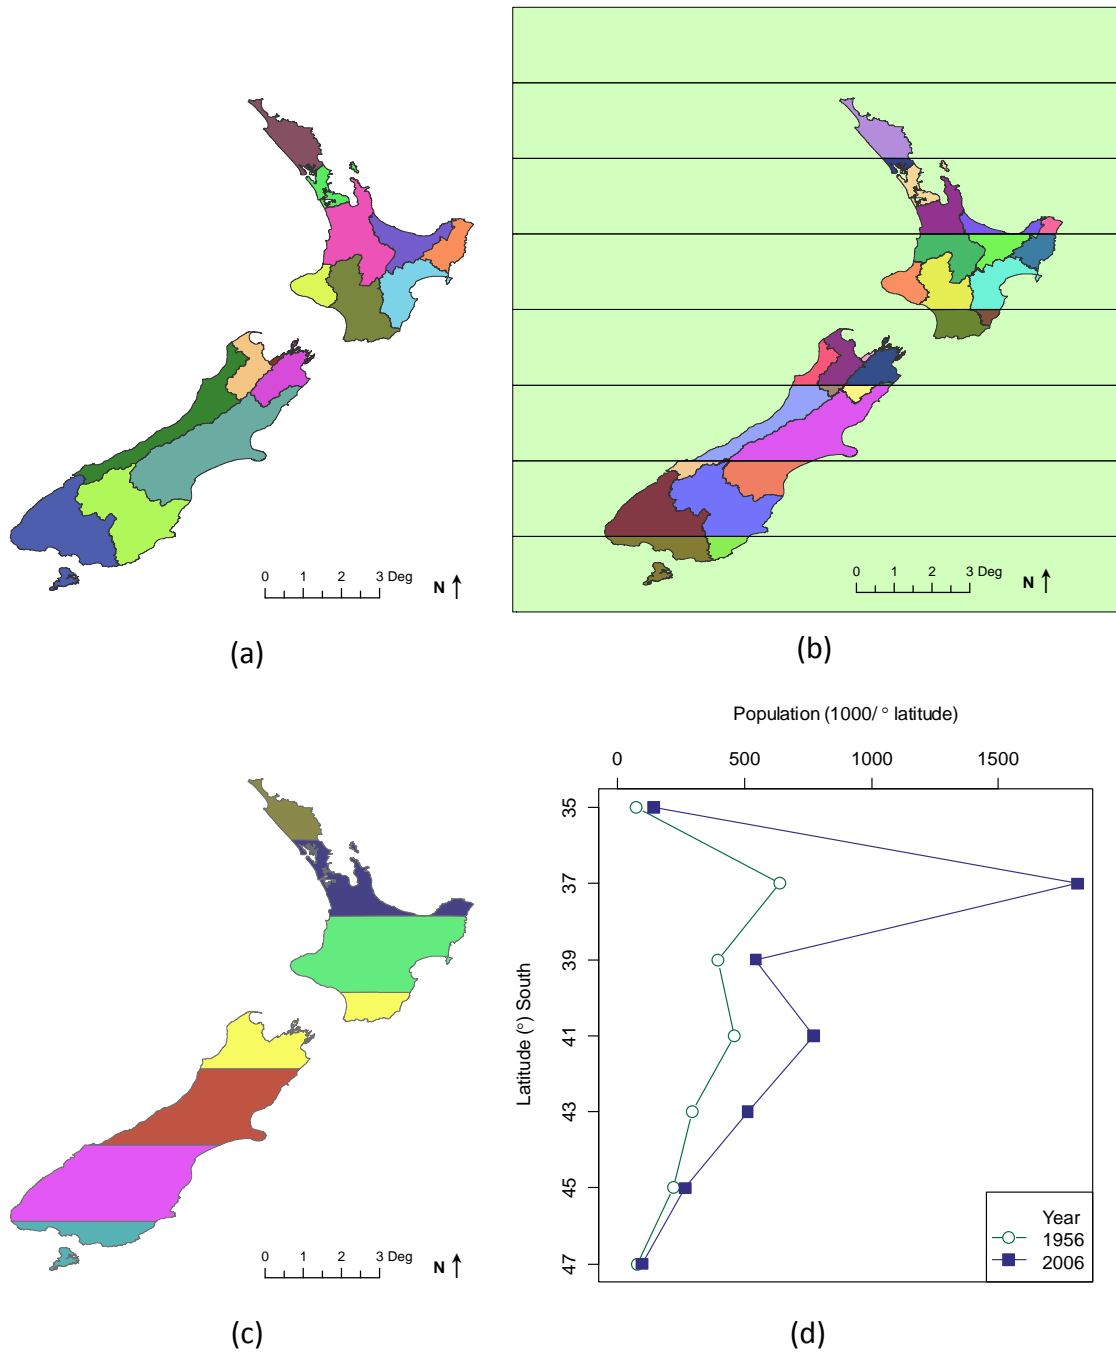 0 1 2 3 Deg
N
(a)
0 1 2 3 Deg
N
(b)
0 1 2 3 Deg
N
(c)
Population (1000/ ° latitude)
0 500 1000 1500
35
37
39
41
43
45
47
Latitude (°) South
Year
1956
2006
(d)